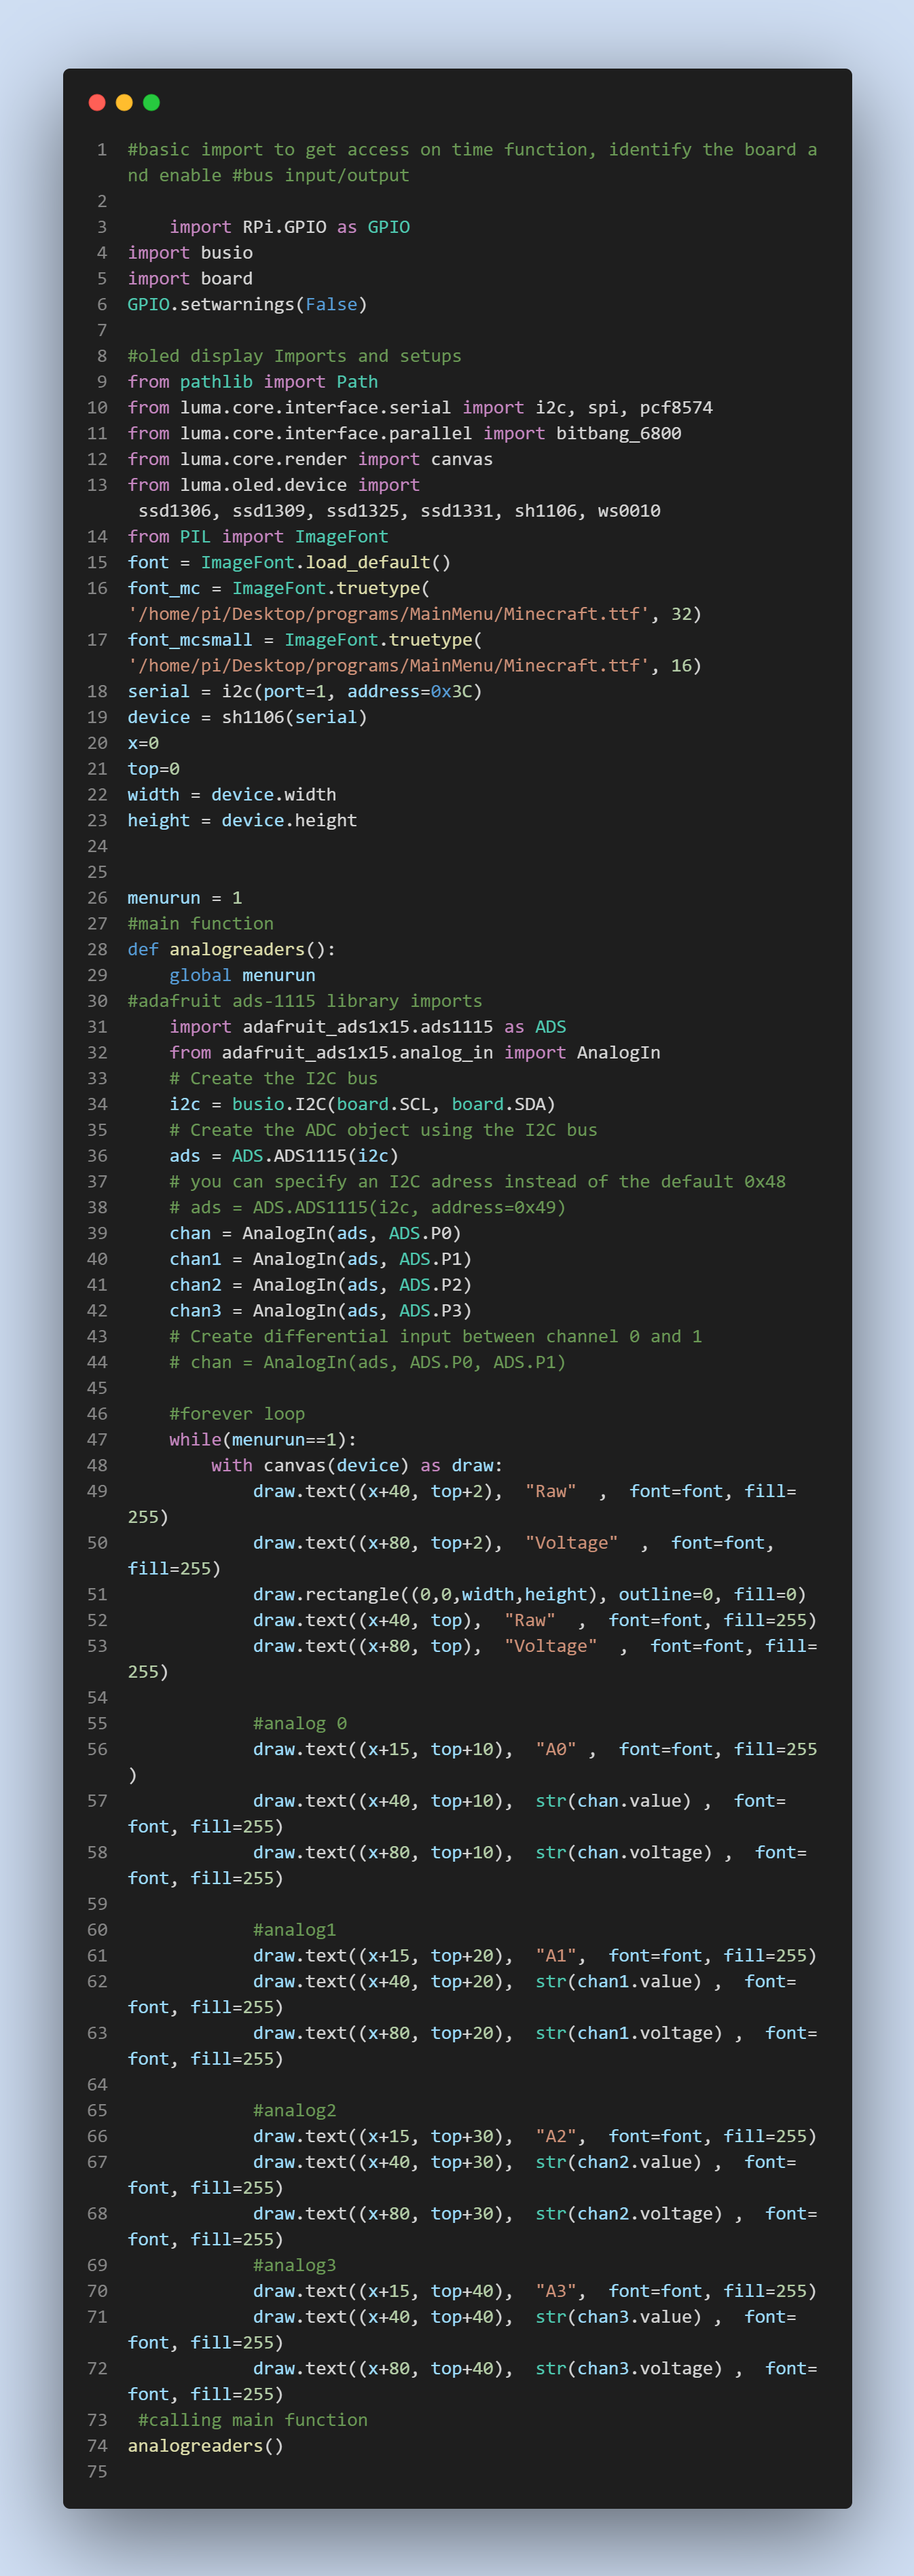 1 #basic import to get access on time function, identify the board a
nd enable #bus input/output
2
3     import RPi.GPIO as GPIO
4 import busio
5 import board
6 GPIO.setwarnings(False)
7
8 #oled display Imports and setups
9 from pathlib import Path
10 from luma.core.interface.serial import i2c, spi, pcf8574
11 from luma.core.interface.parallel import bitbang_6800
12 from luma.core.render import canvas
13 from luma.oled.device import
 ssd1306, ssd1309, ssd1325, ssd1331, sh1106, ws0010
14 from PIL import ImageFont
15 font = ImageFont.load_default()
16 font_mc = ImageFont.truetype(
'/home/pi/Desktop/programs/MainMenu/Minecraft.ttf', 32)
17 font_mcsmall = ImageFont.truetype(
'/home/pi/Desktop/programs/MainMenu/Minecraft.ttf', 16)
18 serial = i2c(port=1, address=0x3C)
19 device = sh1106(serial)
20 x=0
21 top=0
22 width = device.width
23 height = device.height
24
25
26 menurun = 1
27 #main function
28 def analogreaders():
29     global menurun
30 #adafruit ads-1115 library imports
31     import adafruit_ads1x15.ads1115 as ADS
32     from adafruit_ads1x15.analog_in import AnalogIn
33     # Create the I2C bus
34     i2c = busio.I2C(board.SCL, board.SDA)
35     # Create the ADC object using the I2C bus
36     ads = ADS.ADS1115(i2c)
37     # you can specify an I2C adress instead of the default 0x48
38     # ads = ADS.ADS1115(i2c, address=0x49)
39     chan = AnalogIn(ads, ADS.P0)
40     chan1 = AnalogIn(ads, ADS.P1)
41     chan2 = AnalogIn(ads, ADS.P2)
42     chan3 = AnalogIn(ads, ADS.P3)
43     # Create differential input between channel 0 and 1
44     # chan = AnalogIn(ads, ADS.P0, ADS.P1)
45
46     #forever loop
47     while(menurun==1):
48         with canvas(device) as draw:
49             draw.text((x+40, top+2),  "Raw"  ,  font=font, fill=
255)
50             draw.text((x+80, top+2),  "Voltage"  ,  font=font,
fill=255)
51             draw.rectangle((0,0,width,height), outline=0, fill=0)
52             draw.text((x+40, top),  "Raw"  ,  font=font, fill=255)
53             draw.text((x+80, top),  "Voltage"  ,  font=font, fill=
255)
54
55             #analog 0
56             draw.text((x+15, top+10),  "A0" ,  font=font, fill=255
)
57             draw.text((x+40, top+10),  str(chan.value) ,  font=
font, fill=255)
58             draw.text((x+80, top+10),  str(chan.voltage) ,  font=
font, fill=255)
59
60             #analog1
61             draw.text((x+15, top+20),  "A1",  font=font, fill=255)
62             draw.text((x+40, top+20),  str(chan1.value) ,  font=
font, fill=255)
63             draw.text((x+80, top+20),  str(chan1.voltage) ,  font=
font, fill=255)
64
65             #analog2
66             draw.text((x+15, top+30),  "A2",  font=font, fill=255)
67             draw.text((x+40, top+30),  str(chan2.value) ,  font=
font, fill=255)
68             draw.text((x+80, top+30),  str(chan2.voltage) ,  font=
font, fill=255)
69             #analog3
70             draw.text((x+15, top+40),  "A3",  font=font, fill=255)
71             draw.text((x+40, top+40),  str(chan3.value) ,  font=
font, fill=255)
72             draw.text((x+80, top+40),  str(chan3.voltage) ,  font=
font, fill=255)
73  #calling main function
74 analogreaders()
75